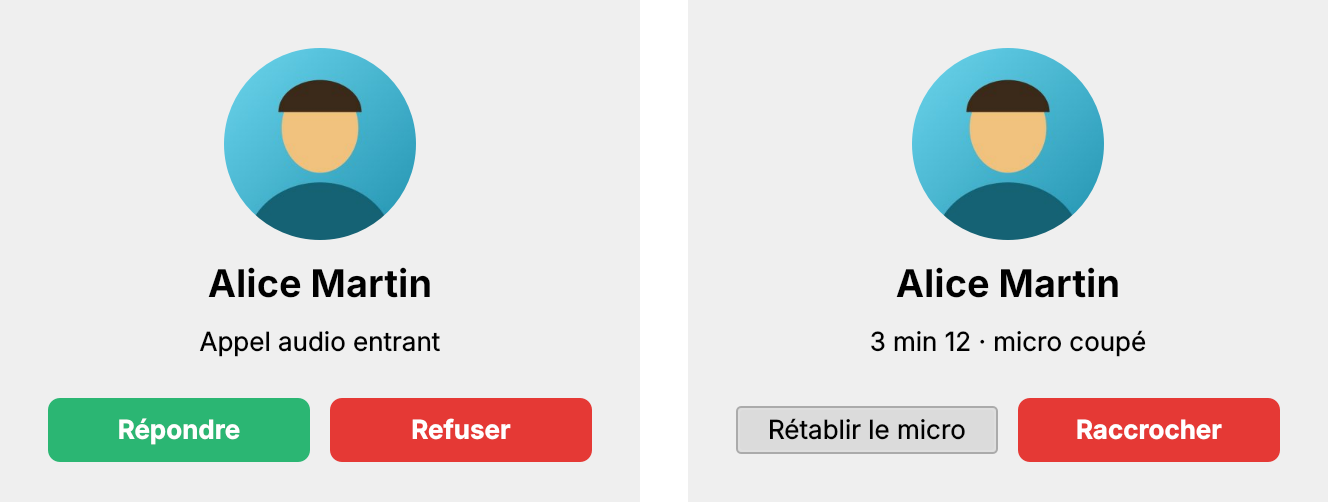 Alice Martin
Appel audio entrant
Répondre
Refuser
Alice Martin
3 min 12 · micro coupé
Rétablir le micro
Raccrocher